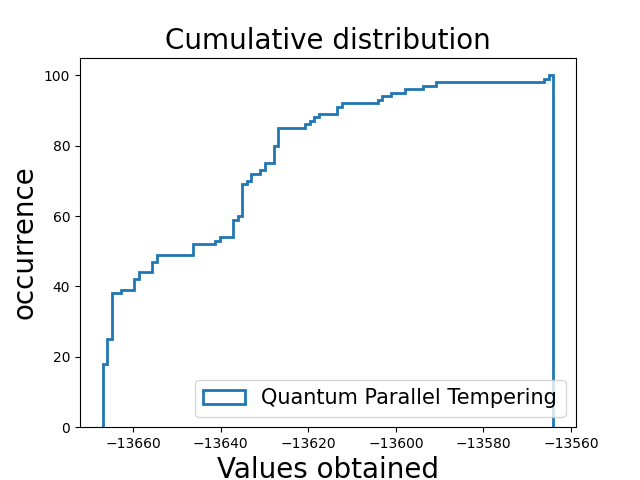 Cumulative distribution
100
80
60
40
20
0
occurrence
Quantum Parallel Tempering
−13660 −13640 −13620 −13600 −13580 −13560
Values obtained